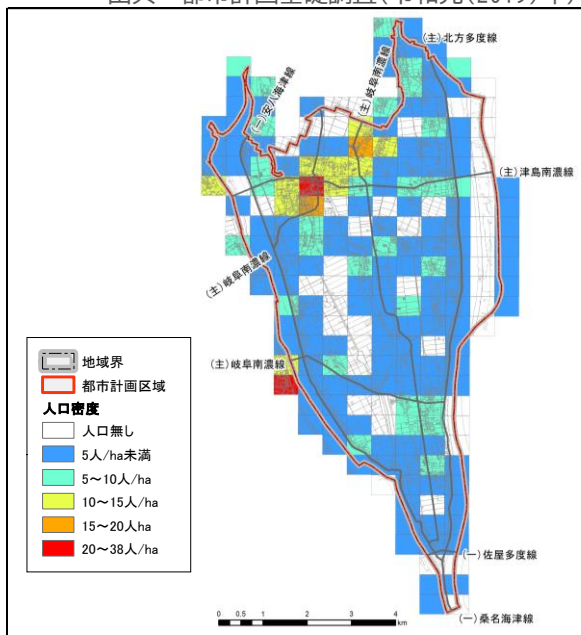 (主)北方多度線
(主)岐阜南濃線
(一)安八海津線
(主)津島南濃線
(主)岐阜南濃線
(主)岐阜南濃線
地域界
都市計画区域
人口密度
人口無し
5人/ha未満
5～10人/ha
10～15人/ha
15～20人ha
20～38人/ha
(一)佐屋多度線
(一)桑名海津線
0 0.5 1 2 3 4
km